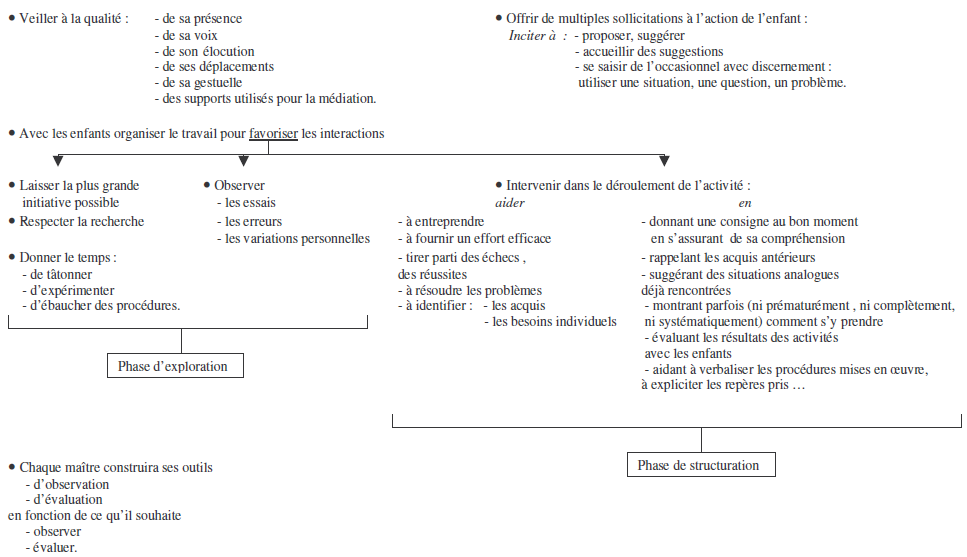 • Veiller à la qualité : - de sa présence
- de sa voix
- de son élocution
- de ses déplacements
- de sa gestuelle
- des supports utilisés pour la médiation.
• Offrir de multiples sollicitations à l'action de l'enfant :
Inciter à : - proposer, suggérer
- accueillir des suggestions
- se saisir de l'occasionnel avec discernement :
utiliser une situation, une question, un problème.
• Avec les enfants organiser le travail pour favoriser les interactions
• Laisser la plus grande
initiative possible
• Respecter la recherche
• Donner le temps :
- de tâtonner
- d'expérimenter
- d'ébaucher des procédures.
• Observer
- les essais
- les erreurs
- les variations personnelles
Phase d'exploration
• Intervenir dans le déroulement de l'activité :
aider
- à entreprendre
- à fournir un effort efficace
- tirer parti des échecs ,
des réussites
- à résoudre les problèmes
- à identifier : - les acquis
- les besoins individuels
en
- donnant une consigne au bon moment
en s'assurant de sa compréhension
- rappelant les acquis antérieurs
- suggérant des situations analogues
déjà rencontrées
- montrant parfois (ni prématurément , ni complètement,
ni systématiquement) comment s'y prendre
- évaluant les résultats des activités
avec les enfants
- aidant à verbaliser les procédures mises en œuvre,
à expliciter les repères pris …
Phase de structuration
• Chaque maître construira ses outils
- d'observation
- d'évaluation
en fonction de ce qu'il souhaite
- observer
- évaluer.